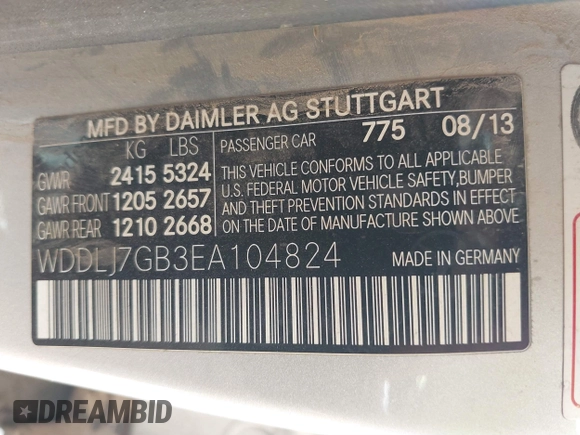 MFD BY DAIMLER AG STUTTGART
KG LBS
GVWR 2415 5324
GAWR FRONT 1205 2657
GAWR REAR 1210 2668
PASSENGER CAR 775 08/13
THIS VEHICLE CONFORMS TO ALL APPLICABLE
U.S. FEDERAL MOTOR VEHICLE SAFETY, BUMPER
AND THEFT PREVENTION STANDARDS IN EFFECT
ON THE DATE OF MANUFACTURE SHOWN ABOVE.
WDDLJ7GB3EA104824 MADE IN GERMANY
DREAMBID